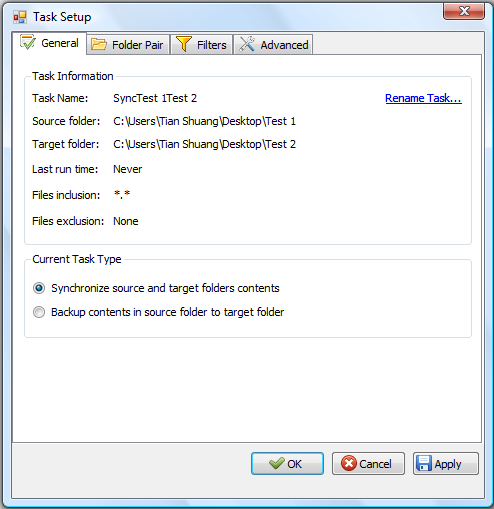 Task Setup
General Folder Pair Filters Advanced
Task Information
Task Name: SyncTest 1Test 2 Rename Task...
Source folder: C:\Users\Tian Shuang\Desktop\Test 1
Target folder: C:\Users\Tian Shuang\Desktop\Test 2
Last run time: Never
Files inclusion: *.*
Files exclusion: None
Current Task Type
Synchronize source and target folders contents
Backup contents in source folder to target folder
OK Cancel Apply